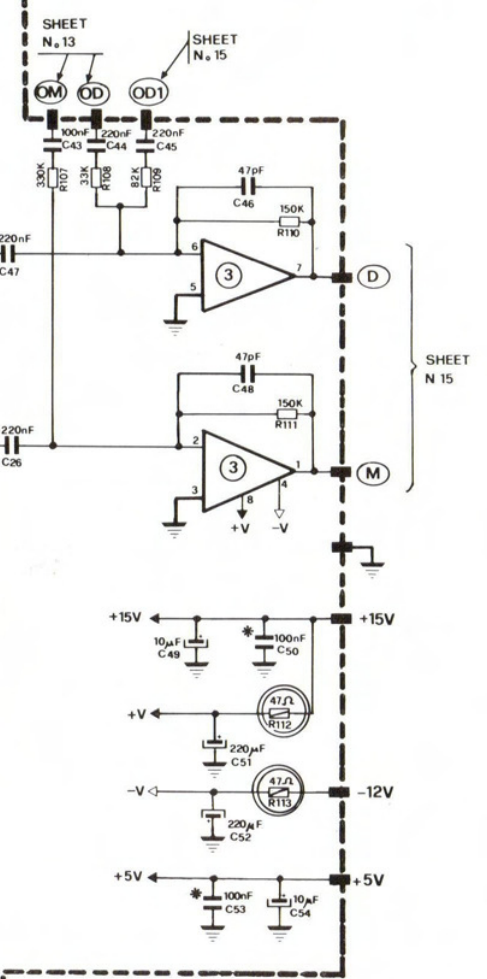 SHEET
No 13
SHEET
No 15
OM
OD
OD1
100nF
C43
220nF
C44
220nF
C45
330K
R107
33K
R108
82K
R109
47pF
C46
150K
R110
220nF
C47
6
5
3
7
D
SHEET
N 15
47pF
C48
150K
R111
220nF
C26
2
3
3
1
M
8
4
+V
-V
+15V
+15V
10µF
C49
*
100nF
C50
+V
47Ω
R112
220µF
C51
-V
47Ω
R113
-12V
220µF
C52
+5V
+5V
*
100nF
C53
10µF
C54